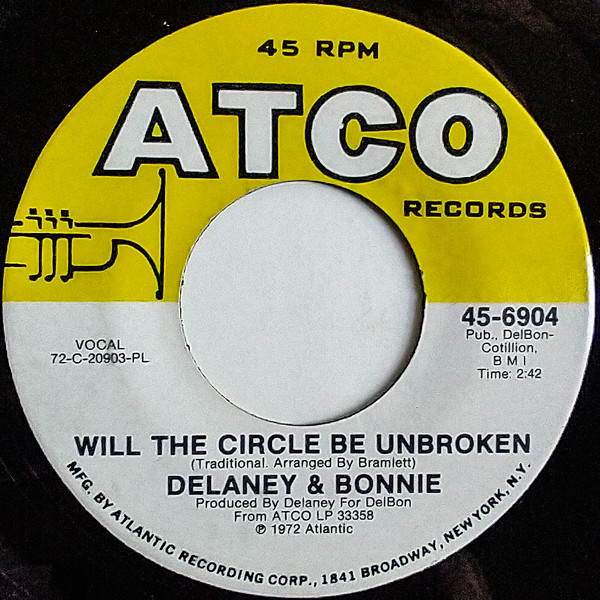 45 RPM
ATCO
RECORDS
45-6904
Pub., DelBon-
Cotillion,
B M I
Time: 2:42
VOCAL
72-C-20903-PL
WILL THE CIRCLE BE UNBROKEN
(Traditional. Arranged By Bramlett)
DELANEY & BONNIE
Produced By Delaney For DelBon
From ATCO LP 33358
℗ 1972 Atlantic
MFG. BY ATLANTIC RECORDING CORP., 1841 BROADWAY, NEW YORK, N.Y.